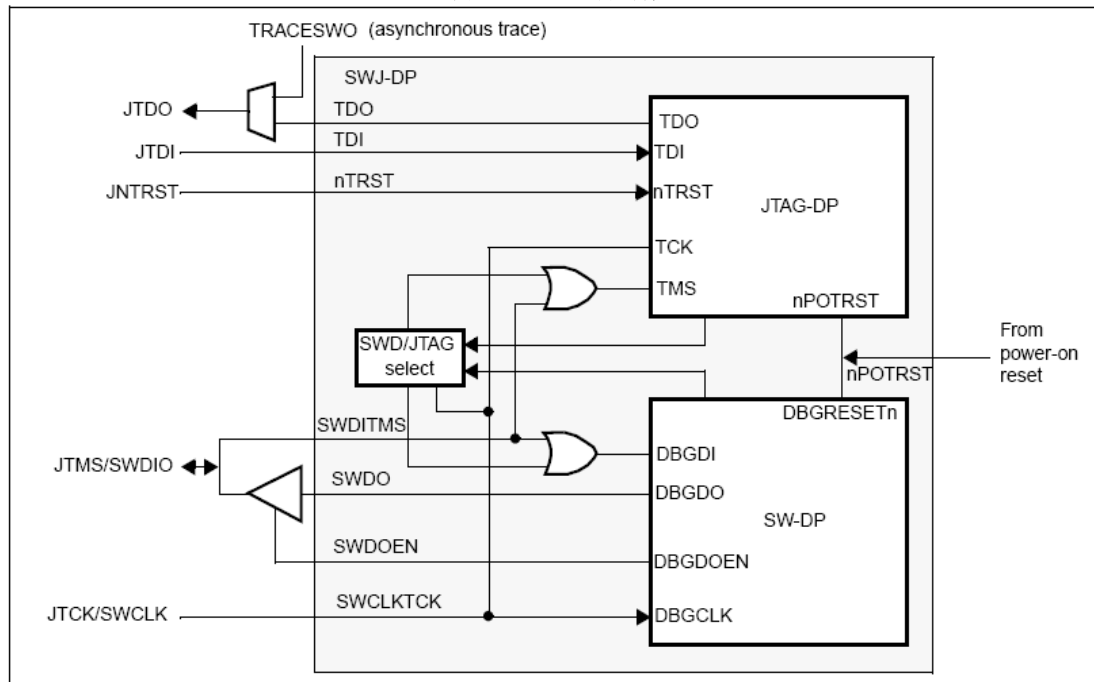 TRACESWO (asynchronous trace)
SWJ-DP
JTDO
TDO
TDO
JTDI
TDI
TDI
JNTRST
nTRST
nTRST
JTAG-DP
TCK
TMS
nPOTRST
SWD/JTAG
select
From
power-on
reset
nPOTRST
DBGRESETn
SWDITMS
DBGDI
JTMS/SWDIO
SWDO
DBGDO
SW-DP
SWDOEN
DBGDOEN
JTCK/SWCLK
SWCLKTCK
DBGCLK